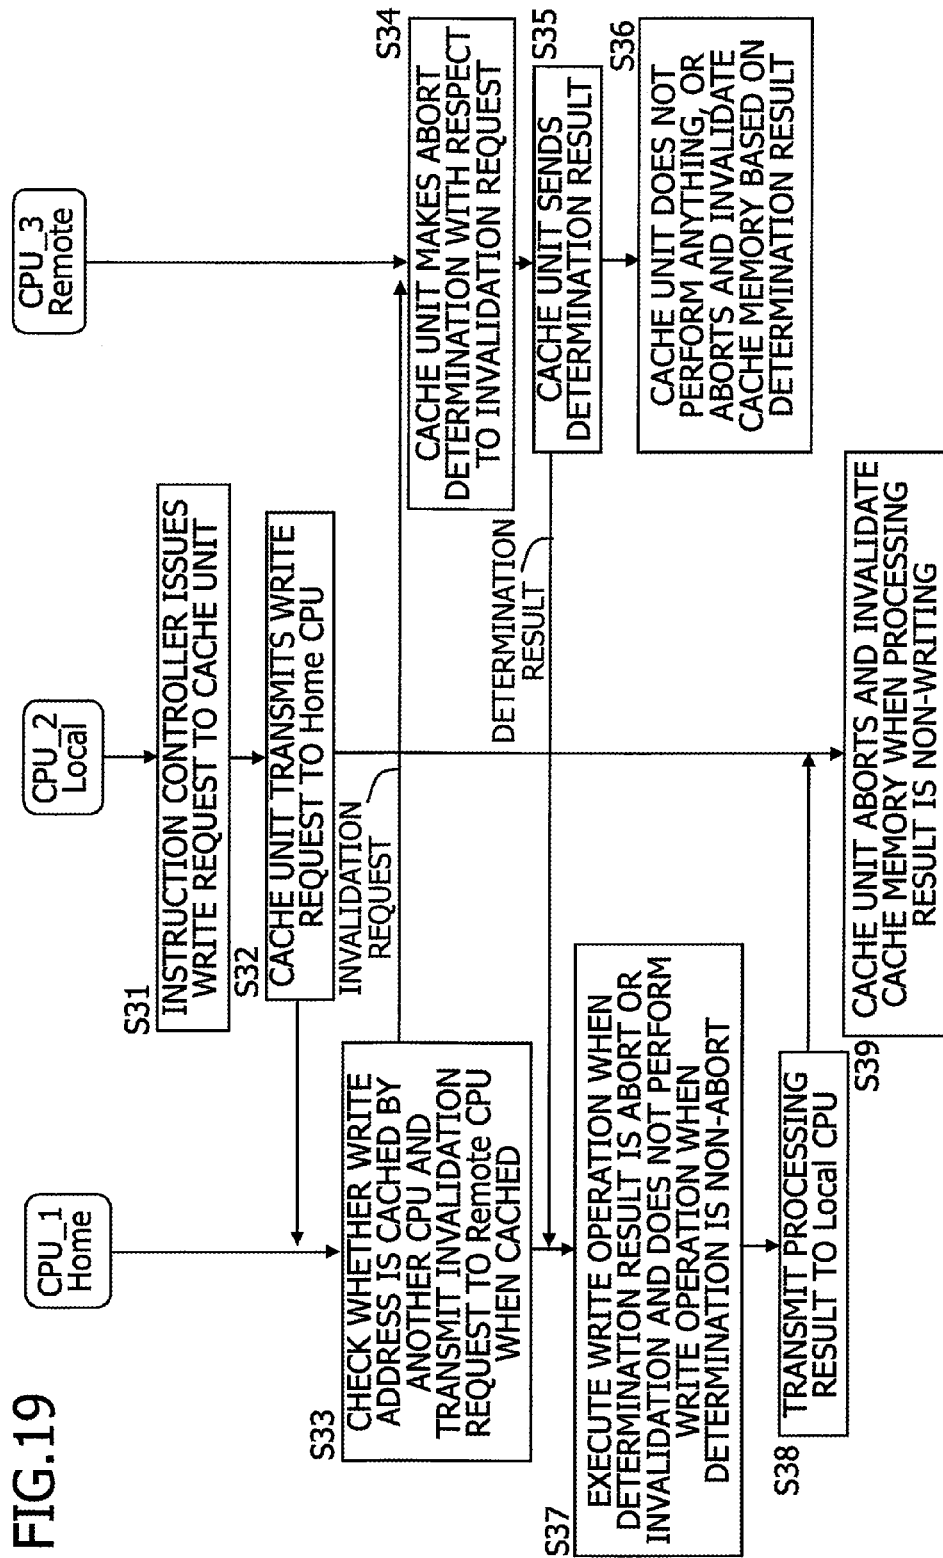 FIG.19
CPU_1
Home
CPU_2
Local
CPU_3
Remote
S31
INSTRUCTION CONTROLLER ISSUES
WRITE REQUEST TO CACHE UNIT
S32
CACHE UNIT TRANSMITS WRITE
REQUEST TO Home CPU
S33
CHECK WHETHER WRITE
ADDRESS IS CACHED BY
ANOTHER CPU AND
TRANSMIT INVALIDATION
REQUEST TO Remote CPU
WHEN CACHED
INVALIDATION
REQUEST
S34
CACHE UNIT MAKES ABORT
DETERMINATION WITH RESPECT
TO INVALIDATION REQUEST
S35
CACHE UNIT SENDS
DETERMINATION RESULT
DETERMINATION
RESULT
S36
CACHE UNIT DOES NOT
PERFORM ANYTHING, OR
ABORTS AND INVALIDATE
CACHE MEMORY BASED ON
DETERMINATION RESULT
S37
EXECUTE WRITE OPERATION WHEN
DETERMINATION RESULT IS ABORT OR
INVALIDATION AND DOES NOT PERFORM
WRITE OPERATION WHEN
DETERMINATION IS NON-ABORT
S38
TRANSMIT PROCESSING
RESULT TO Local CPU
S39
CACHE UNIT ABORTS AND INVALIDATE
CACHE MEMORY WHEN PROCESSING
RESULT IS NON-WRITING